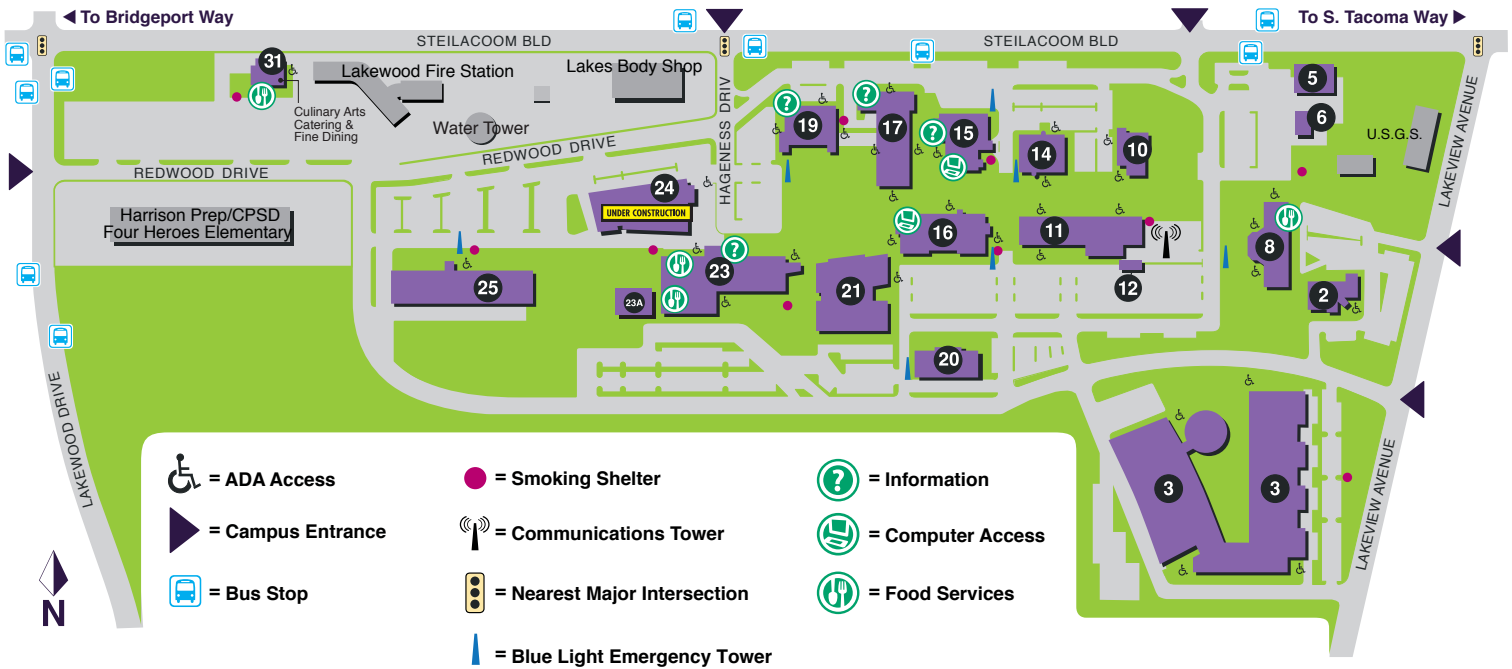 To Bridgeport Way
To S. Tacoma Way
STEILACOOM BLD
STEILACOOM BLD
31
Lakewood Fire Station
Lakes Body Shop
Culinary Arts
Catering &
Fine Dining
Water Tower
REDWOOD DRIVE
REDWOOD DRIVE
HAGENESS DRIV
19
17
15
14
10
5
6
U.S.G.S.
LAKEVIEW AVENUE
Harrison Prep/CPSD
Four Heroes Elementary
24
UNDER CONSTRUCTION
16
11
8
25
23
23A
21
12
2
20
LAKEWOOD DRIVE
3
3
LAKEVIEW AVENUE
= ADA Access
= Smoking Shelter
= Information
= Campus Entrance
= Communications Tower
= Computer Access
= Bus Stop
= Nearest Major Intersection
= Food Services
= Blue Light Emergency Tower
N
?
?
?
?
?